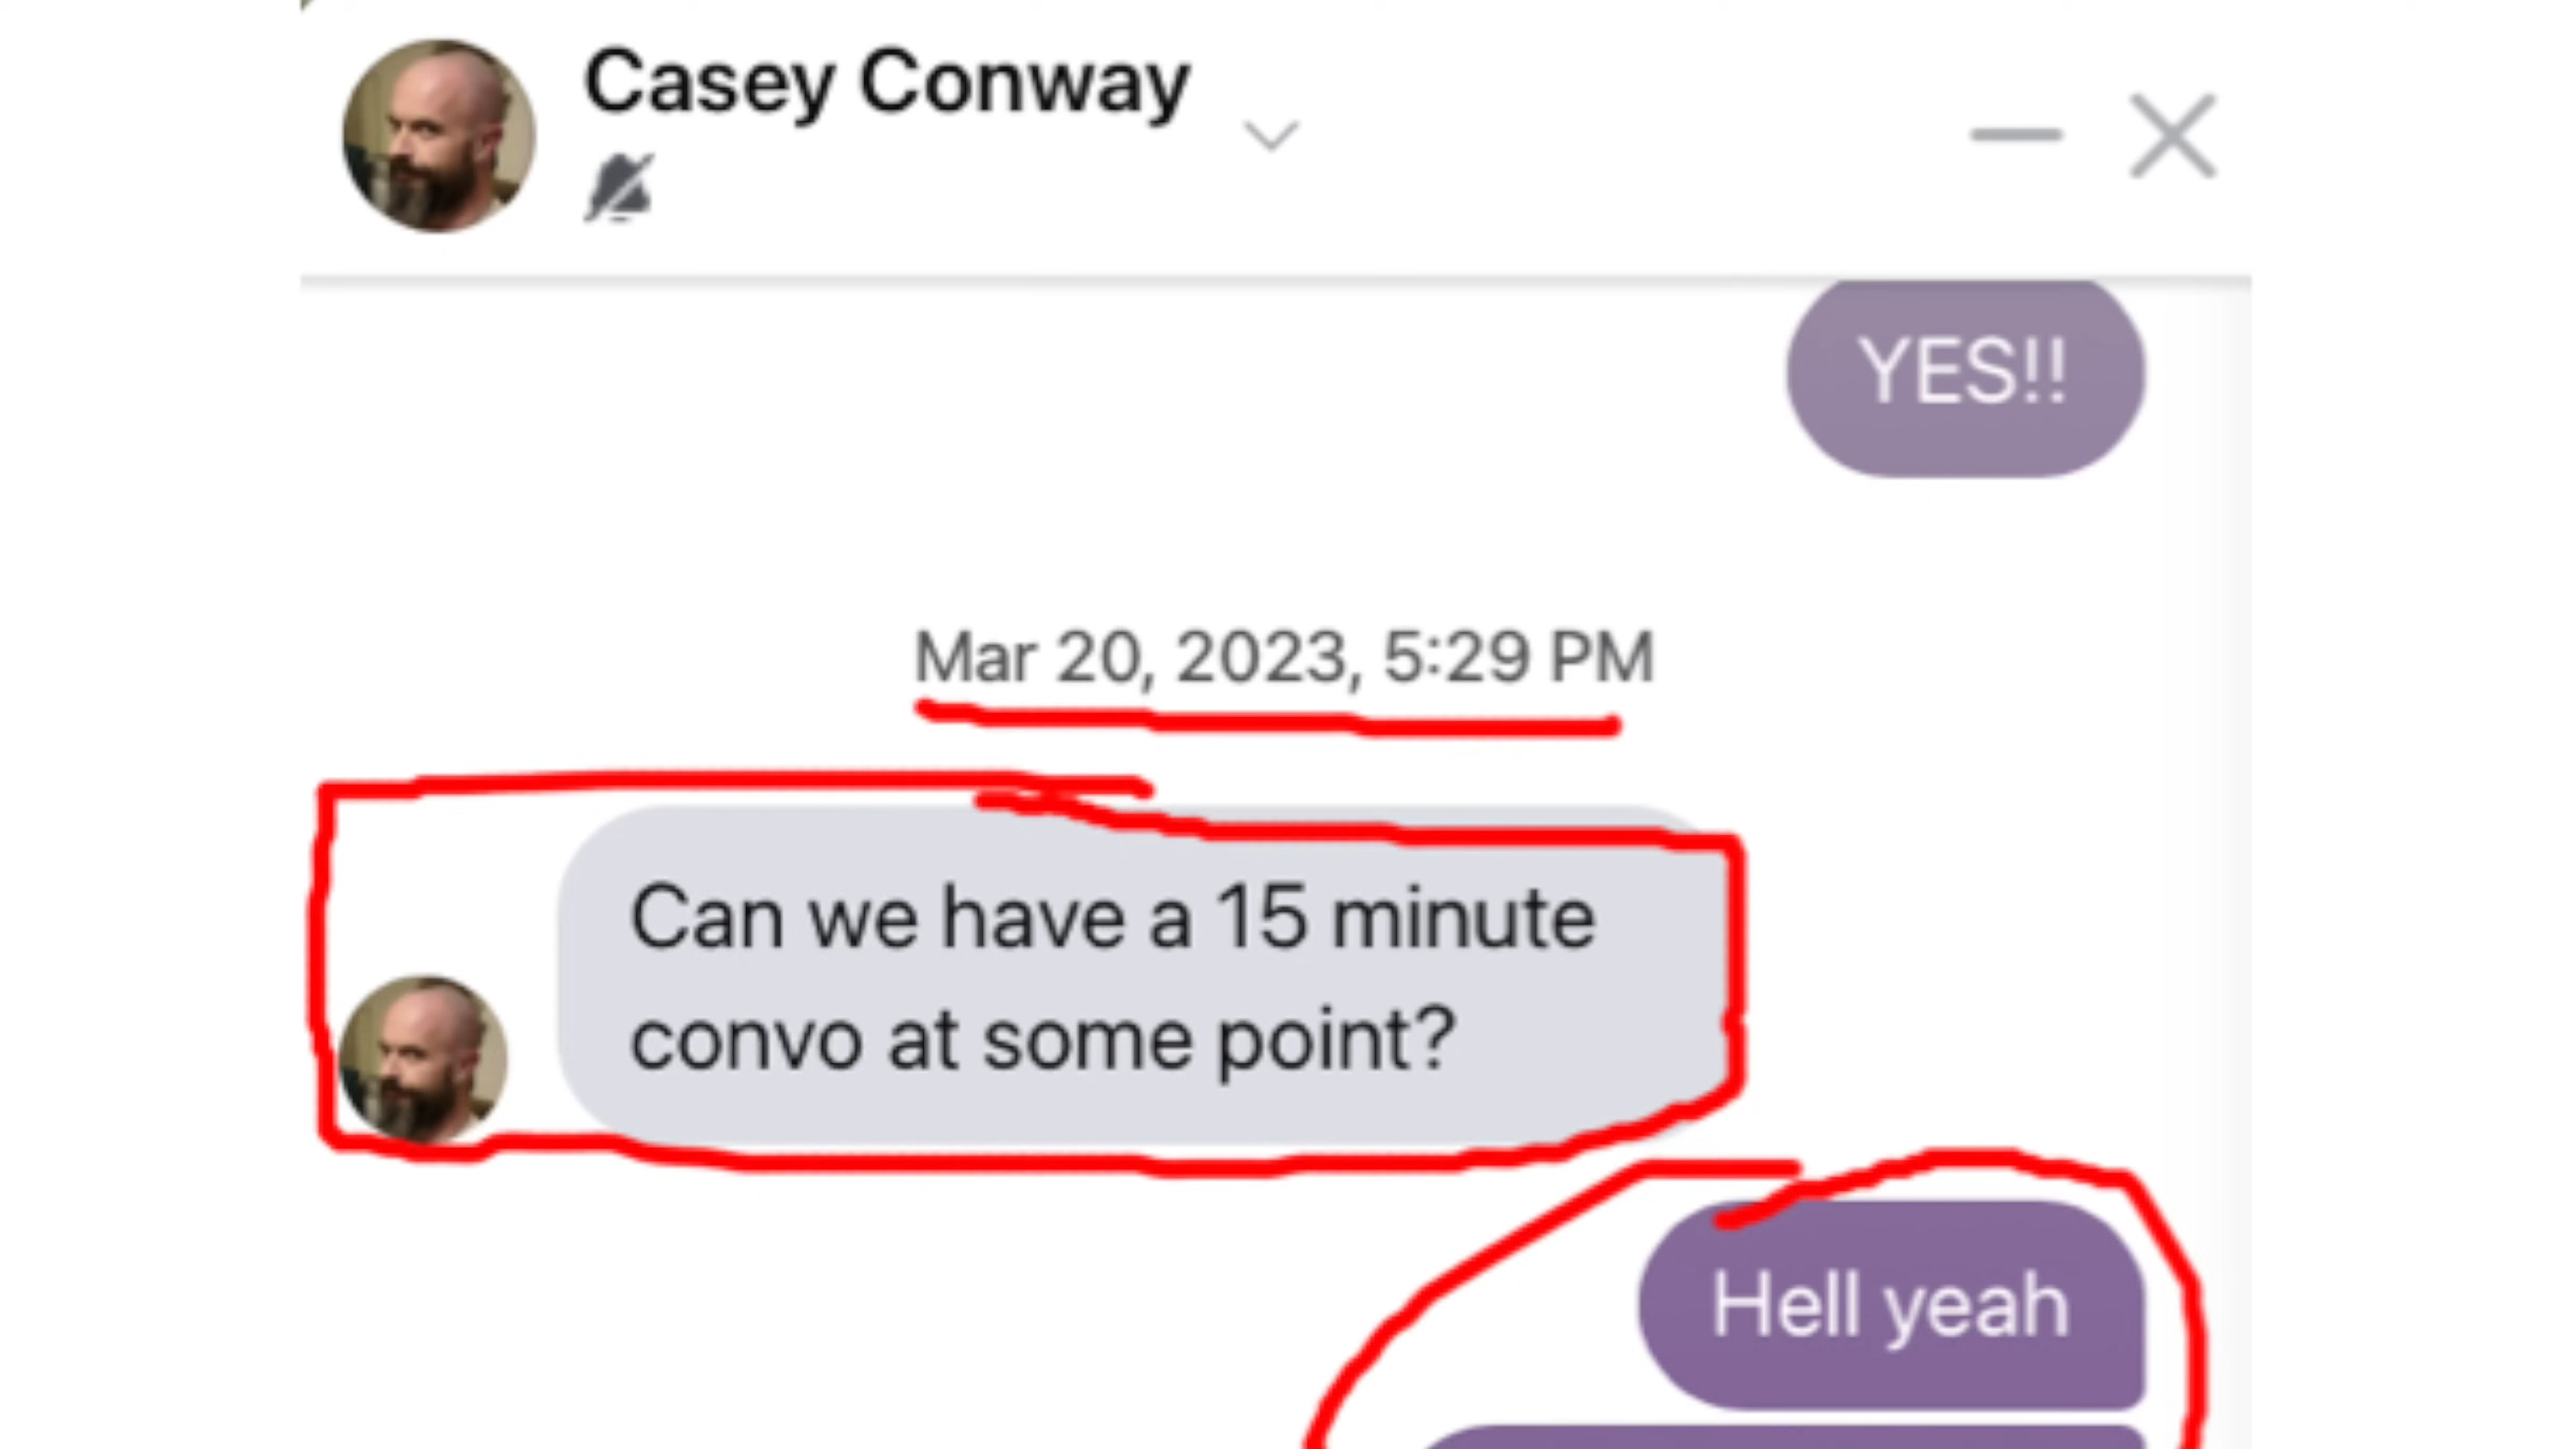 Casey Conway
YES!!
Mar 20, 2023, 5:29 PM
Can we have a 15 minute
convo at some point?
Hell yeah